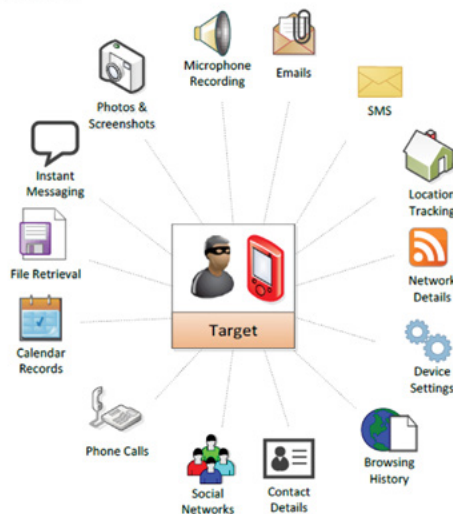 Microphone
Recording
Emails
Photos &
Screenshots
SMS
Instant
Messaging
Location
Tracking
File Retrieval
Network
Details
Target
Calendar
Records
Device
Settings
Phone Calls
Browsing
History
Social
Networks
Contact
Details